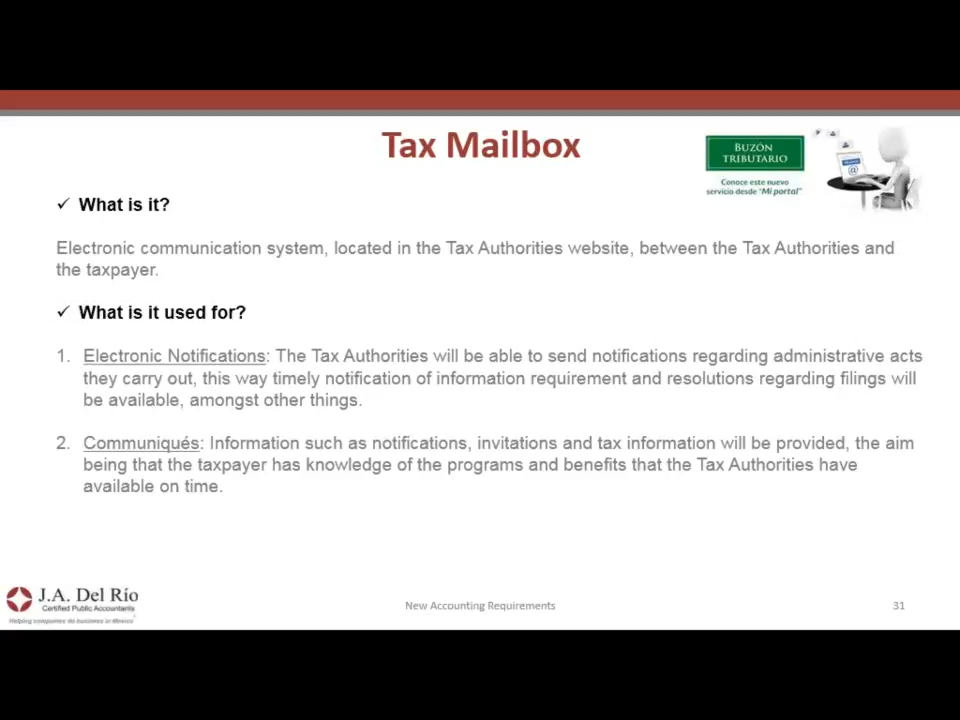 Tax Mailbox
BUZÓN
TRIBUTARIO
Conoce este nuevo
servicio desde "Mi portal"
✓ What is it?
Electronic communication system, located in the Tax Authorities website, between the Tax Authorities and
the taxpayer.
✓ What is it used for?
1. Electronic Notifications: The Tax Authorities will be able to send notifications regarding administrative acts
they carry out, this way timely notification of information requirement and resolutions regarding filings will
be available, amongst other things.
2. Communiqués: Information such as notifications, invitations and tax information will be provided, the aim
being that the taxpayer has knowledge of the programs and benefits that the Tax Authorities have
available on time.
J.A. Del Río
Certified Public Accountants
Helping companies do business in Mexico
New Accounting Requirements
31